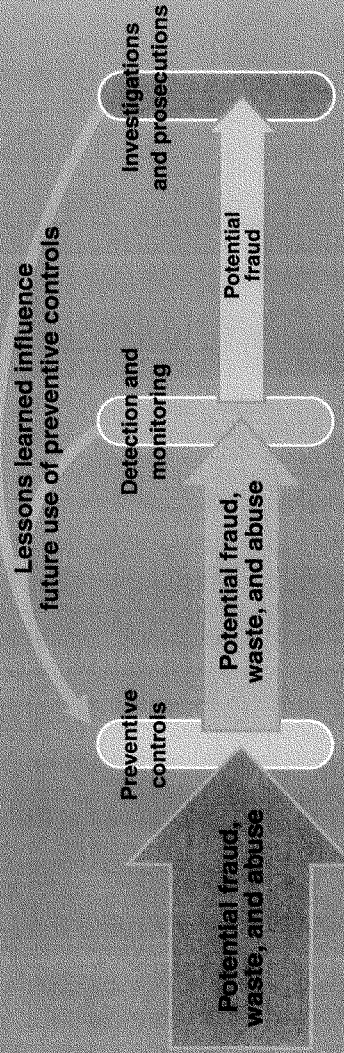 Lessons learned influence
future use of preventive controls
Preventive
controls
Detection and
monitoring
Investigations
and prosecutions
Potential fraud,
waste, and abuse
Potential fraud,
waste, and abuse
Potential
fraud